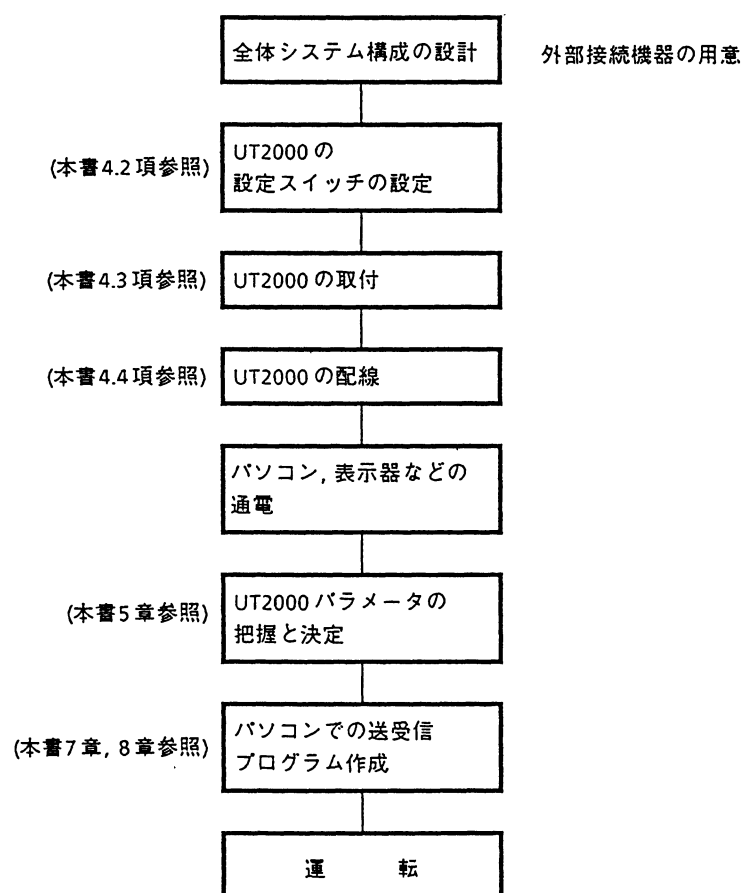 全体システム構成の設計 外部接続機器の用意
(本書4.2項参照) UT2000の
設定スイッチの設定
(本書4.3項参照) UT2000の取付
(本書4.4項参照) UT2000の配線
パソコン, 表示器などの
通電
(本書5章参照) UT2000パラメータの
把握と決定
(本書7章, 8章参照) パソコンでの送受信
プログラム作成
運 転